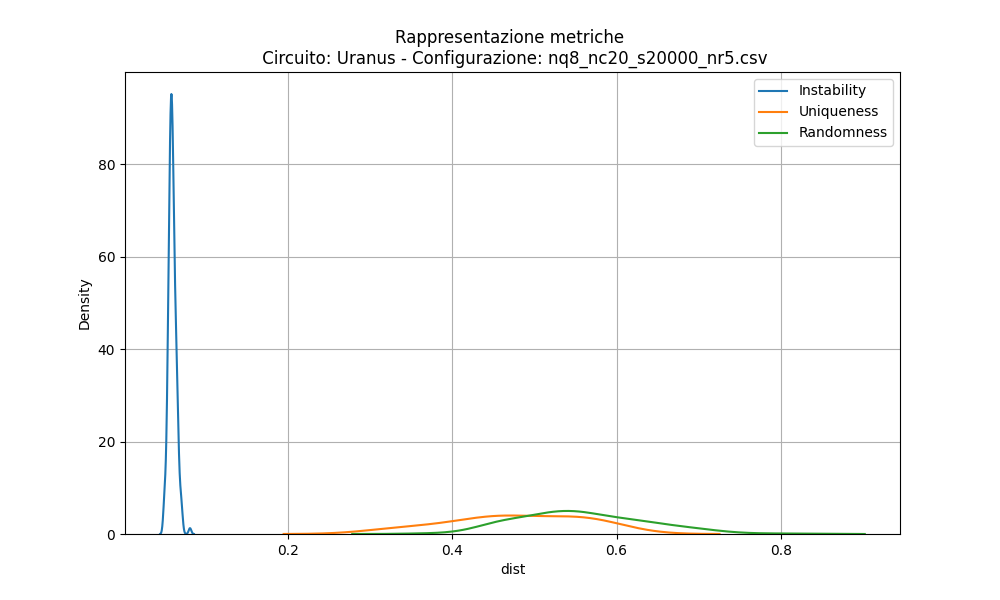 Rappresentazione metriche
Circuito: Uranus - Configurazione: nq8_nc20_s20000_nr5.csv
Instability
Uniqueness
Randomness
Density
80
60
40
20
0
0.2
0.4
0.6
0.8
dist